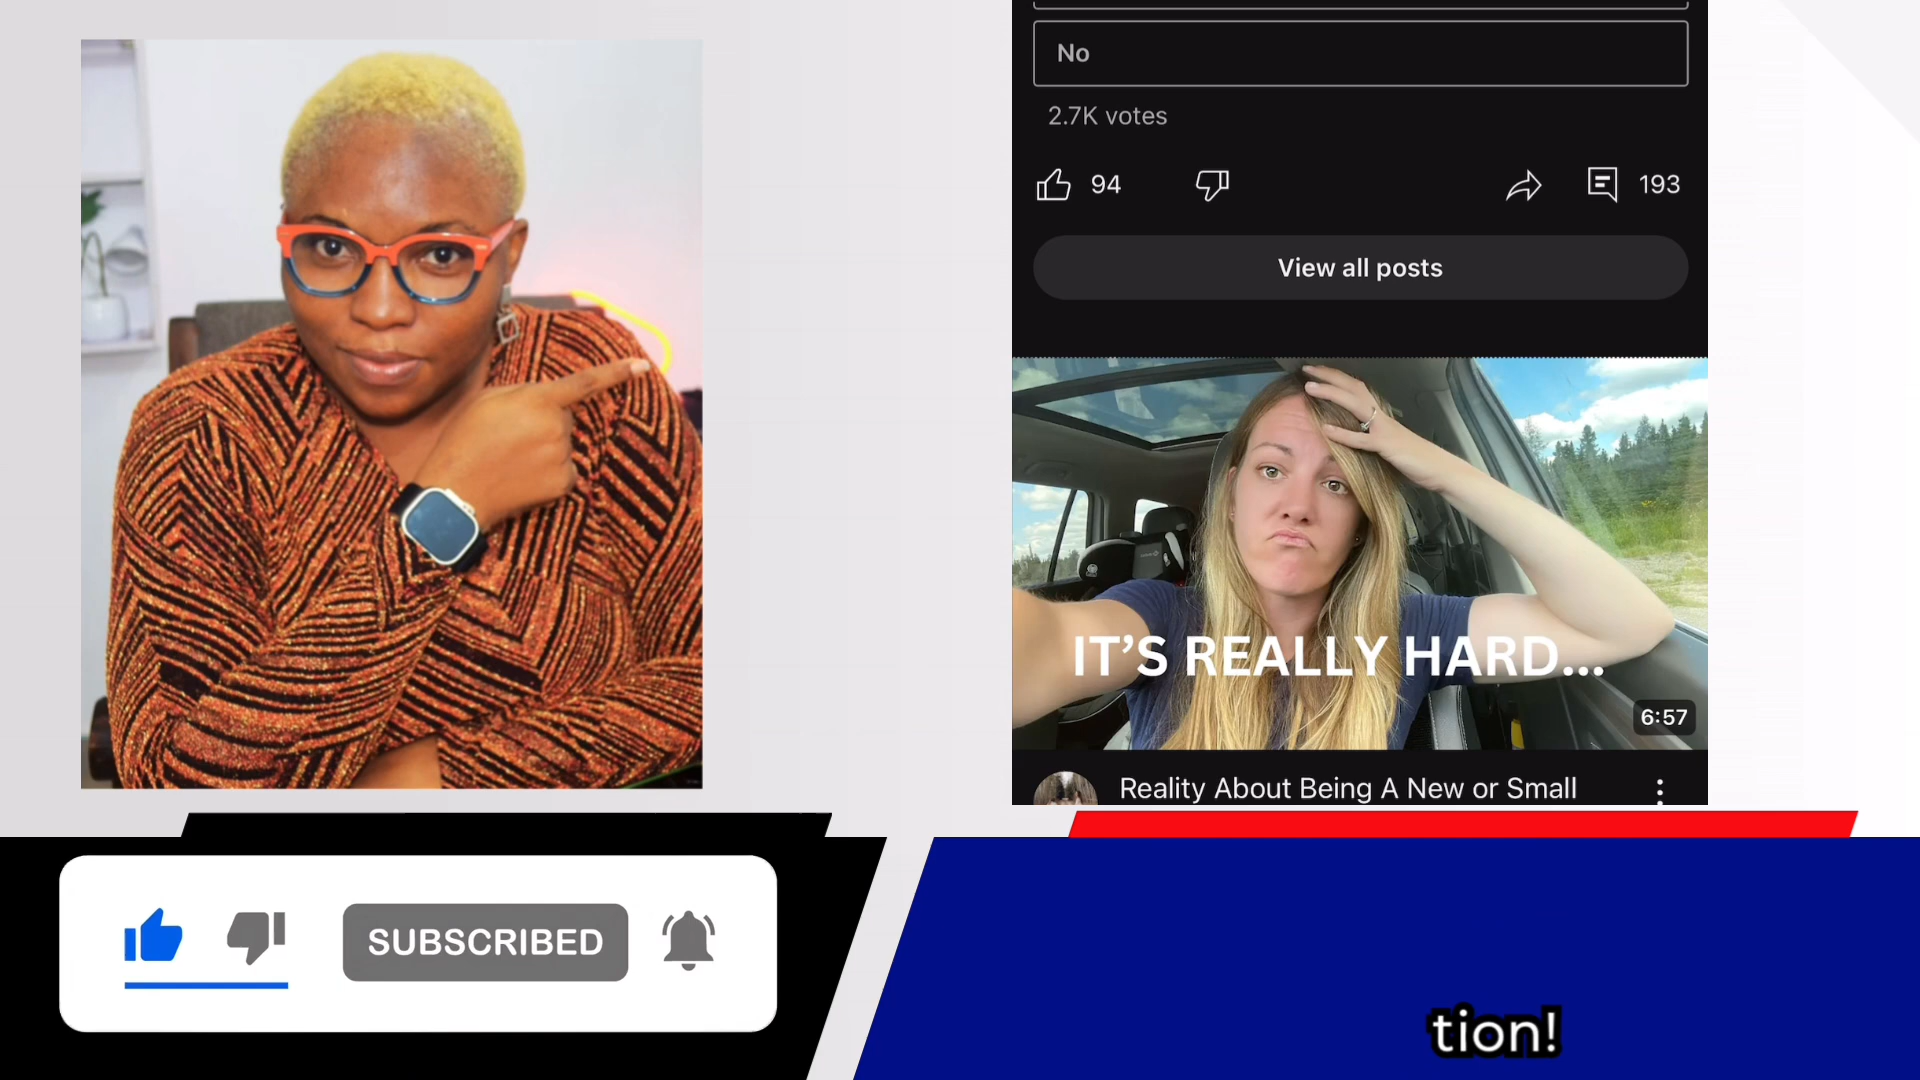 No
2.7K votes
94
193
View all posts
IT'S REALLY HARD...
6:57
Reality About Being A New or Small
SUBSCRIBED
tion!